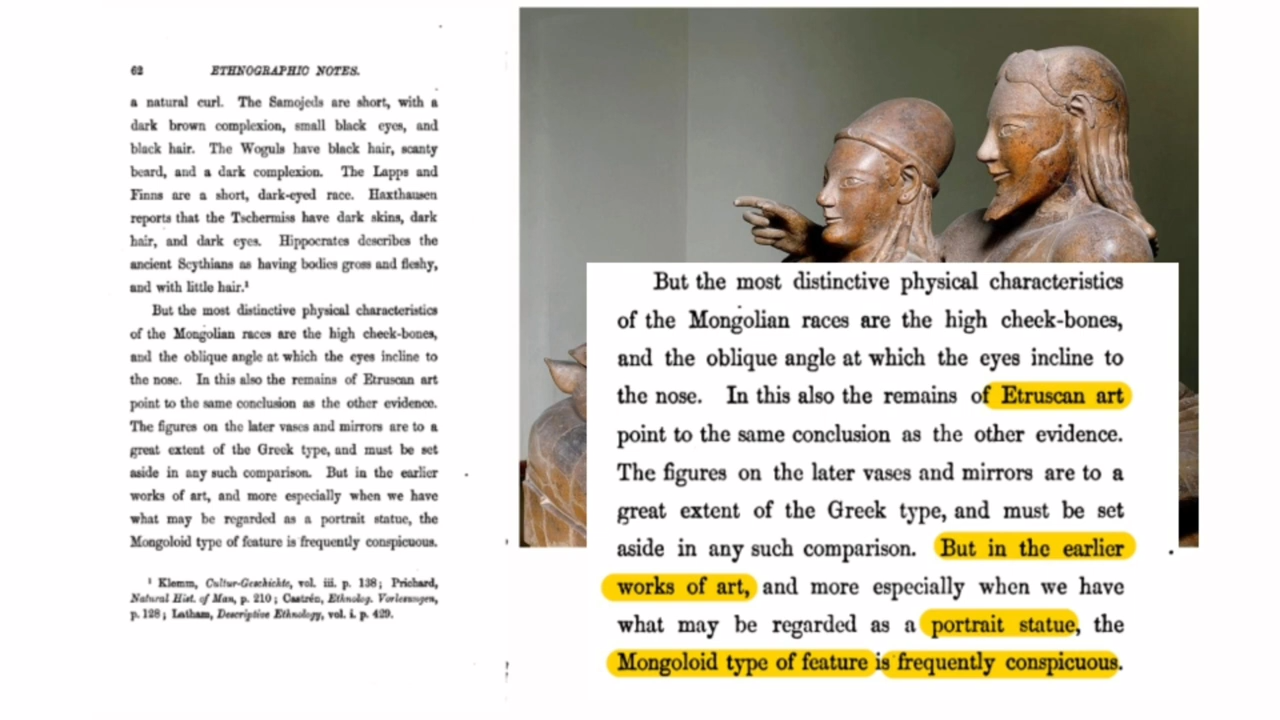 62 ETHNOGRAPHIC NOTES.
a natural curl. The Samojeds are short, with a
dark brown complexion, small black eyes, and
black hair. The Woguls have black hair, scanty
beard, and a dark complexion. The Lapps and
Finns are a short, dark-eyed race. Haxthausen
reports that the Tschermiss have dark skins, dark
hair, and dark eyes. Hippocrates describes the
ancient Scythians as having bodies gross and fleshy,
and with little hair.¹
But the most distinctive physical characteristics
of the Mongolian races are the high cheek-bones,
and the oblique angle at which the eyes incline to
the nose. In this also the remains of Etruscan art
point to the same conclusion as the other evidence.
The figures on the later vases and mirrors are to a
great extent of the Greek type, and must be set
aside in any such comparison. But in the earlier
works of art, and more especially when we have
what may be regarded as a portrait statue, the
Mongoloid type of feature is frequently conspicuous.
¹ Klemm, Cultur-Geschichte, vol. iii. p. 138; Prichard,
Natural Hist. of Man, p. 210; Castrén, Ethnolog. Vorlesungen,
p. 128; Latham, Descriptive Ethnology, vol. i. p. 429.
But the most distinctive physical characteristics
of the Mongolian races are the high cheek-bones,
and the oblique angle at which the eyes incline to
the nose. In this also the remains of Etruscan art
point to the same conclusion as the other evidence.
The figures on the later vases and mirrors are to a
great extent of the Greek type, and must be set
aside in any such comparison. But in the earlier
works of art, and more especially when we have
what may be regarded as a portrait statue, the
Mongoloid type of feature is frequently conspicuous.